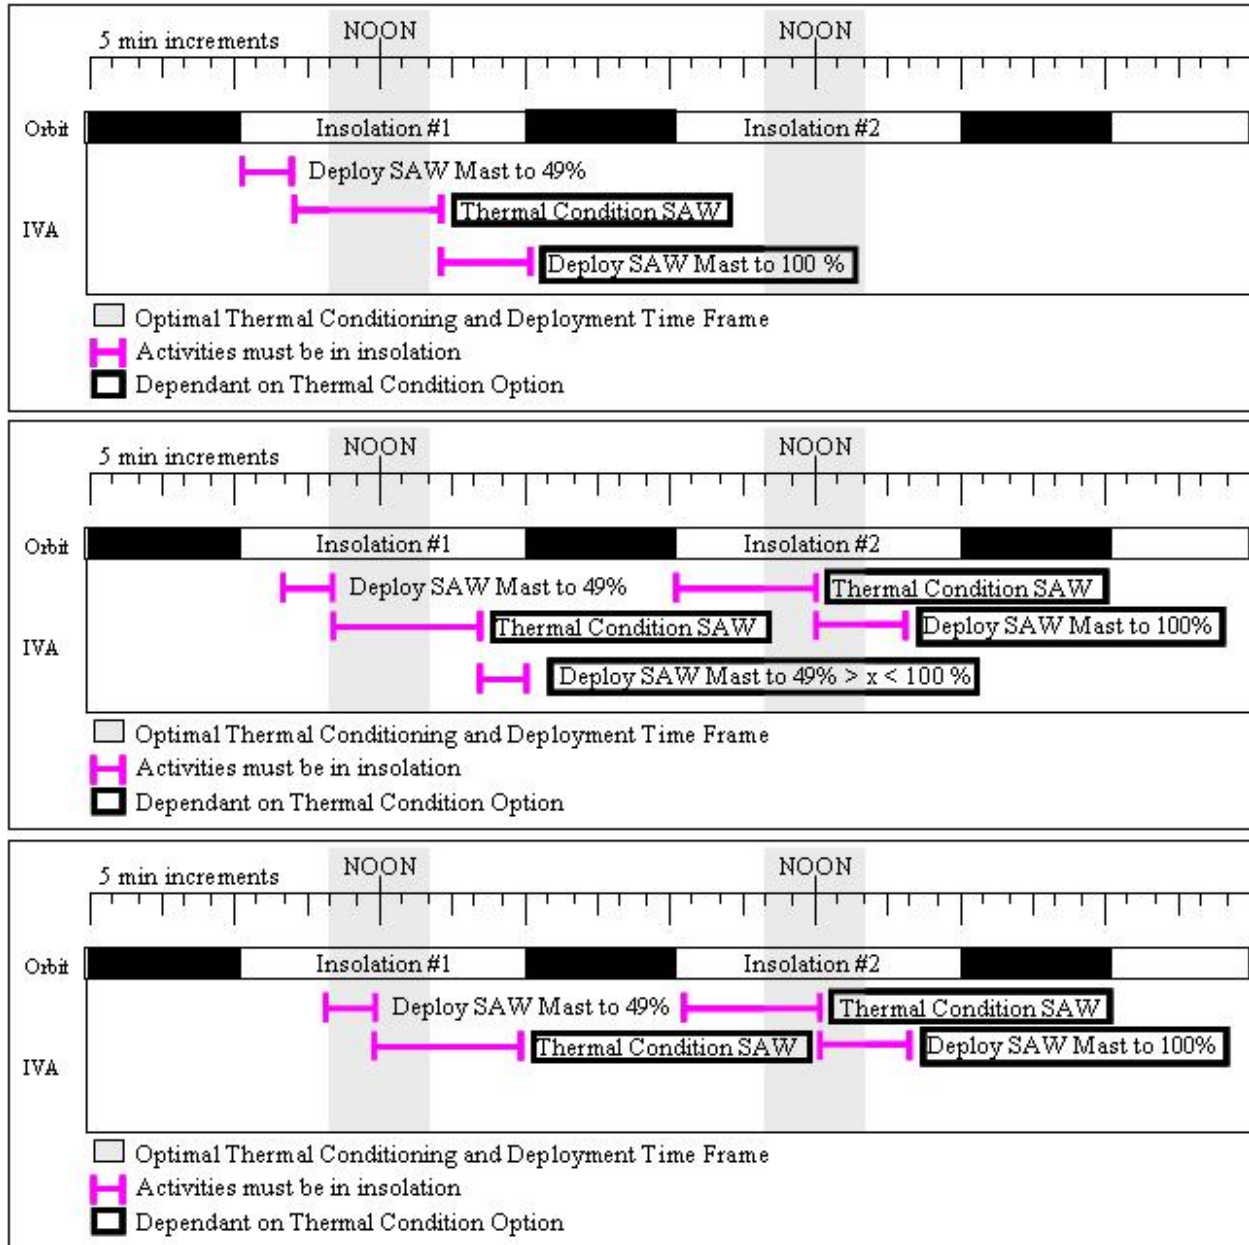 NOON NOON
5 min increments
Orbit Insolation #1 Insolation #2
Deploy SAW Mast to 49%
Thermal Condition SAW
IVA
Deploy SAW Mast to 100 %
Optimal Thermal Conditioning and Deployment Time Frame
Activities must be in insolation
Dependant on Thermal Condition Option
NOON NOON
5 min increments
Orbit Insolation #1 Insolation #2
Deploy SAW Mast to 49% Thermal Condition SAW
Thermal Condition SAW Deploy SAW Mast to 100%
IVA
Deploy SAW Mast to 49% > x < 100 %
Optimal Thermal Conditioning and Deployment Time Frame
Activities must be in insolation
Dependant on Thermal Condition Option
NOON NOON
5 min increments
Orbit Insolation #1 Insolation #2
Deploy SAW Mast to 49% Thermal Condition SAW
Thermal Condition SAW Deploy SAW Mast to 100%
IVA
Optimal Thermal Conditioning and Deployment Time Frame
Activities must be in insolation
Dependant on Thermal Condition Option